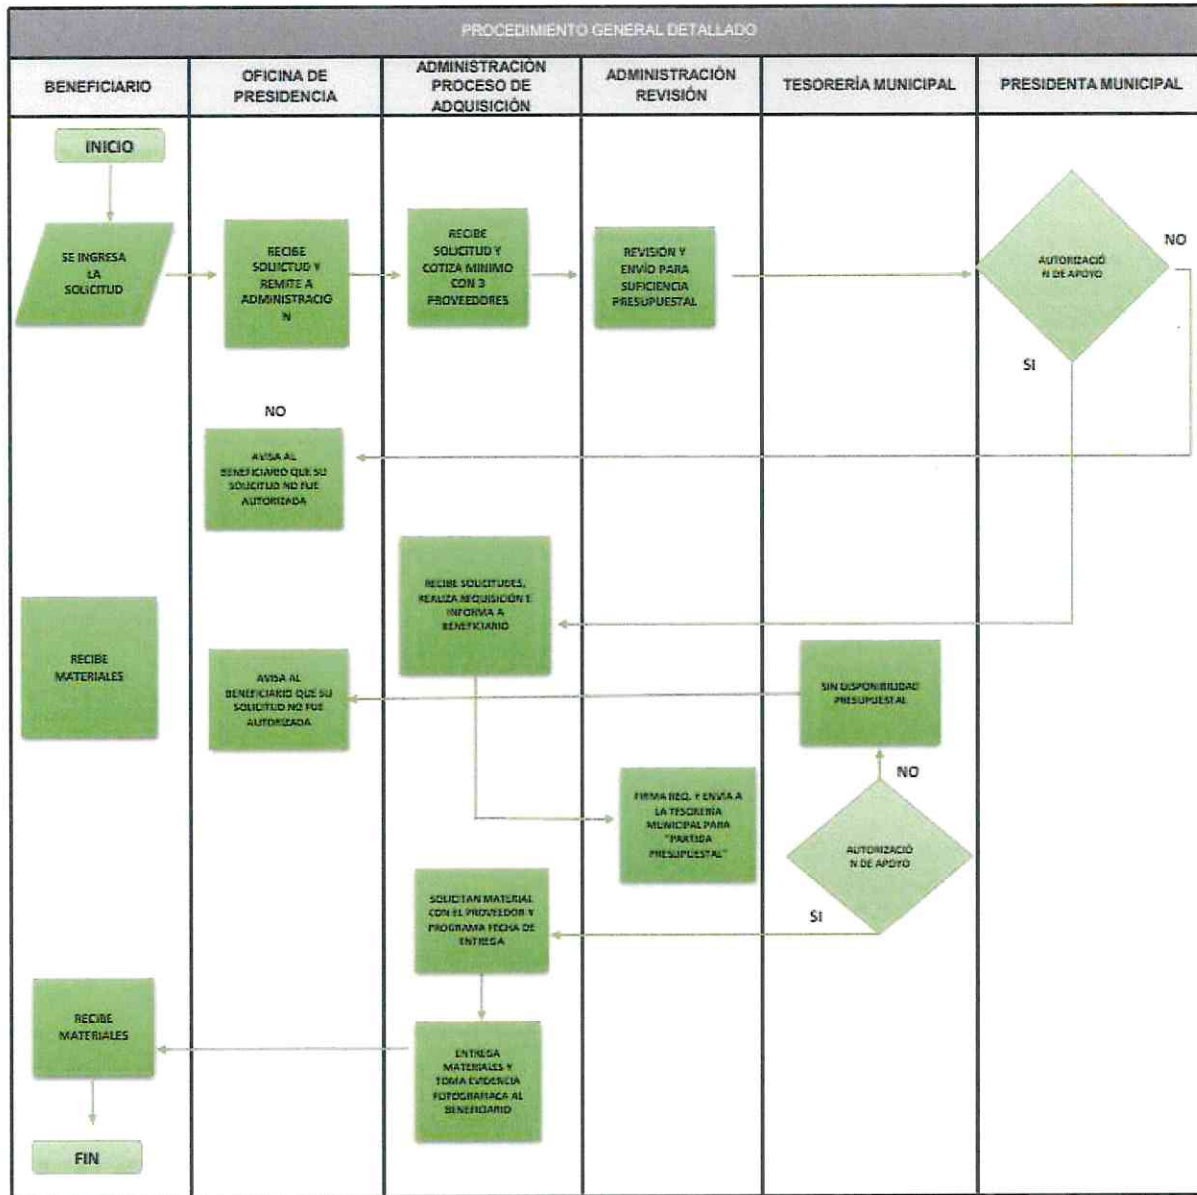 PROCEDIMIENTO GENERAL DETALLADO
BENEFICIARIO
OFICINA DE
PRESIDENCIA
ADMINISTRACIÓN
PROCESO DE
ADQUISICIÓN
ADMINISTRACIÓN
REVISIÓN
TESORERÍA MUNICIPAL
PRESIDENTA MUNICIPAL
INICIO
SE INGRESA
LA
SOLICITUD
RECIBE
SOLICTUD Y
REMITE A
ADMINISTRACIO
N
RECIBE
SOLICITUD Y
COTIZA MINIMO
CON 3
PROVEEDORES
REVISIÓN Y
ENVÍO PARA
SUFICIENCIA
PRESUPUESTAL
AUTORIZACIÓ
N DE APOYO
NO
SI
NO
AVISA AL
BENEFICIARIO QUE SU
SOLICITUD NO FUE
AUTORIZADA
RECIBE SOLICITUDES,
REALIZA REQUISICIÓN E
INFORMA A
BENEFICIARIO
RECIBE
MATERIALES
AVISA AL
BENEFICIARIO QUE SU
SOLICITUD NO FUE
AUTORIZADA
SIN DISPONIBILIDAD
PRESUPUESTAL
NO
FIRMA REQ. Y ENVIA A
LA TESORERÍA
MUNICIPAL PARA
"PARTIDA
PRESUPUESTAL"
AUTORIZACIÓ
N DE APOYO
SI
SOLICITAN MATERIAL
CON EL PROVEEDOR Y
PROGRAMA FECHA DE
ENTREGA
RECIBE
MATERIALES
ENTREGA
MATERIALES Y
TOMA EVIDENCIA
FOTOGRAMACA AL
BENEFICIARIO
FIN